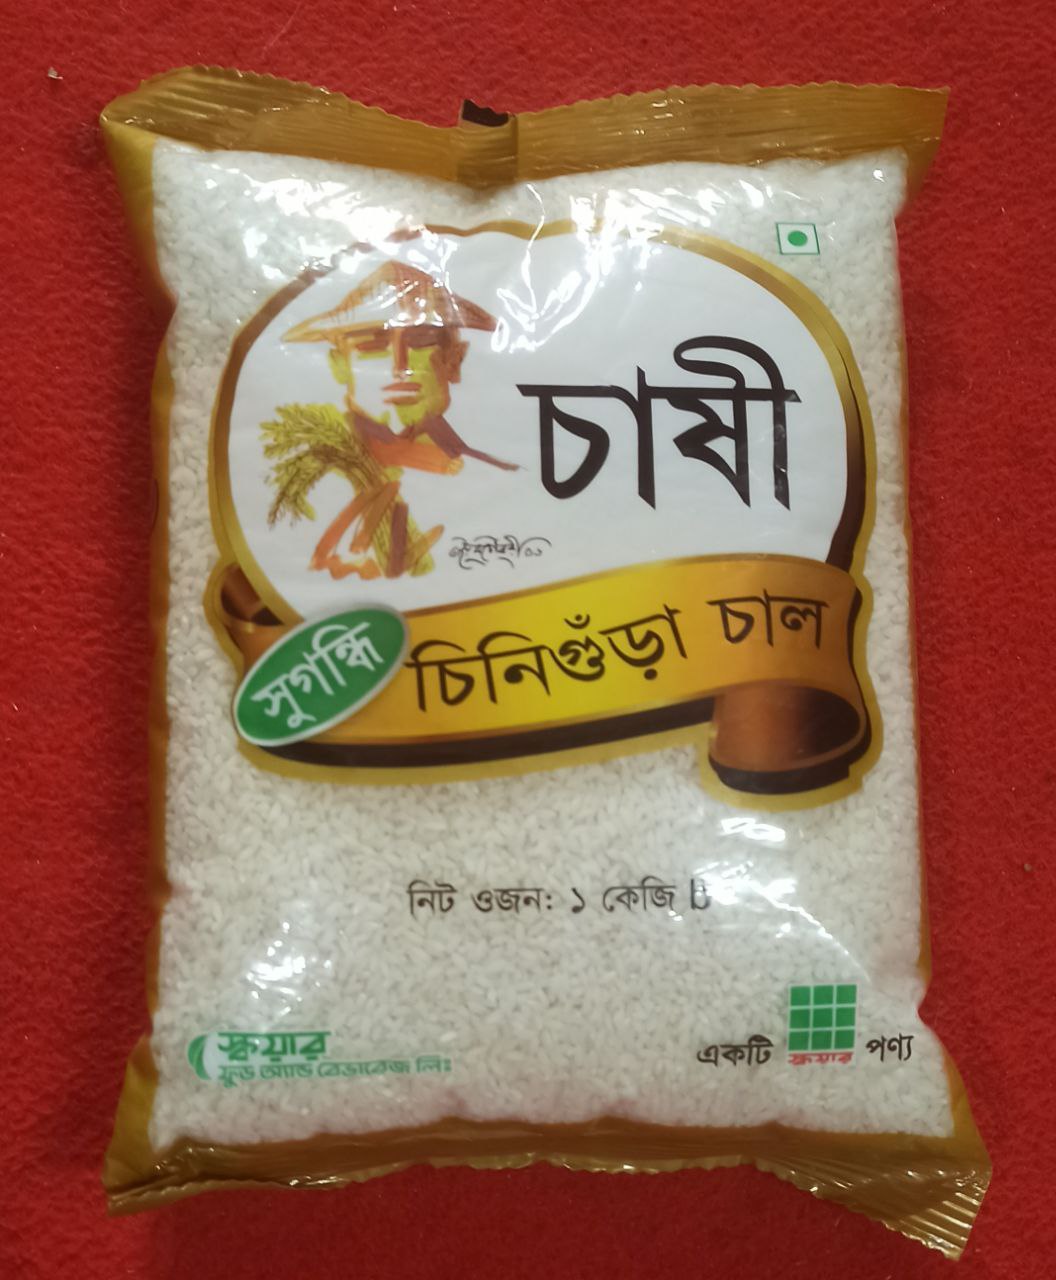 চাষী
সুগন্ধি
চিনিগুঁড়া চাল
নিট ওজন: ১ কেজি
স্কয়ার
ফুড অ্যান্ড বেভারেজ লিঃ
একটি স্কয়ার পণ্য